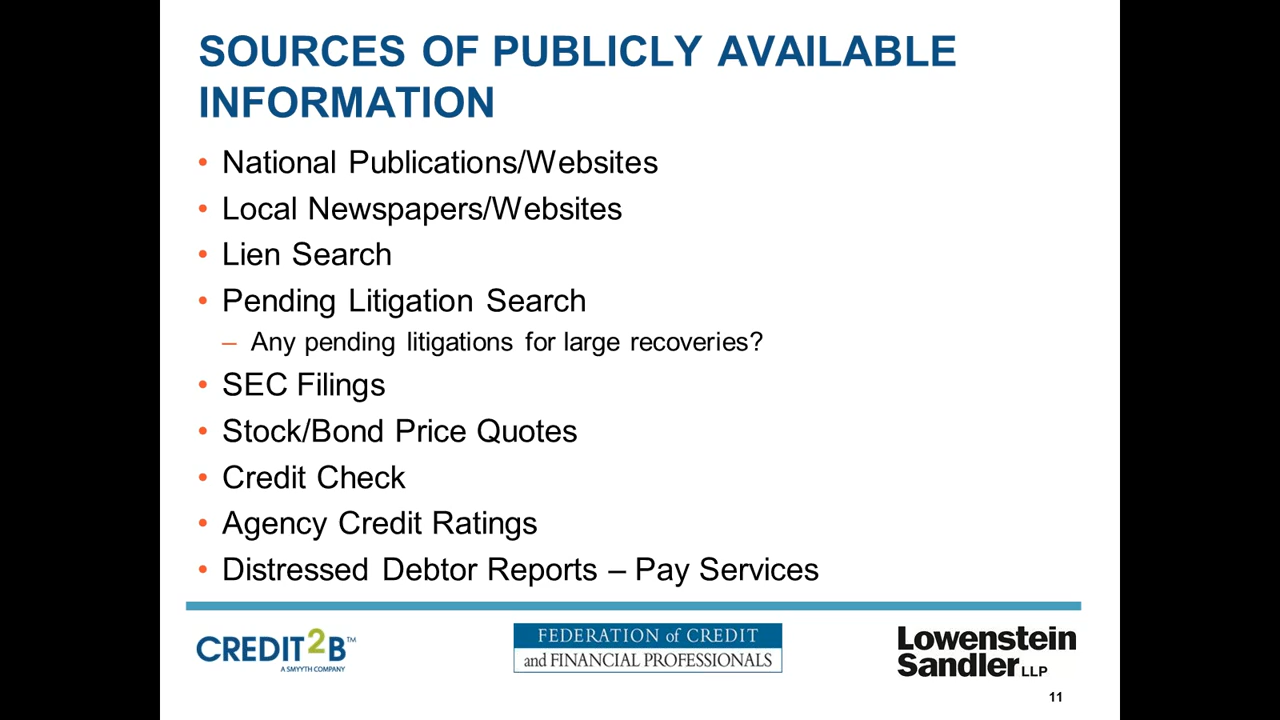 SOURCES OF PUBLICLY AVAILABLE
INFORMATION
• National Publications/Websites
• Local Newspapers/Websites
• Lien Search
• Pending Litigation Search
– Any pending litigations for large recoveries?
• SEC Filings
• Stock/Bond Price Quotes
• Credit Check
• Agency Credit Ratings
• Distressed Debtor Reports – Pay Services
CREDIT2B™
A SMYYTH COMPANY
FEDERATION of CREDIT
and FINANCIAL PROFESSIONALS
Lowenstein
Sandler LLP
11